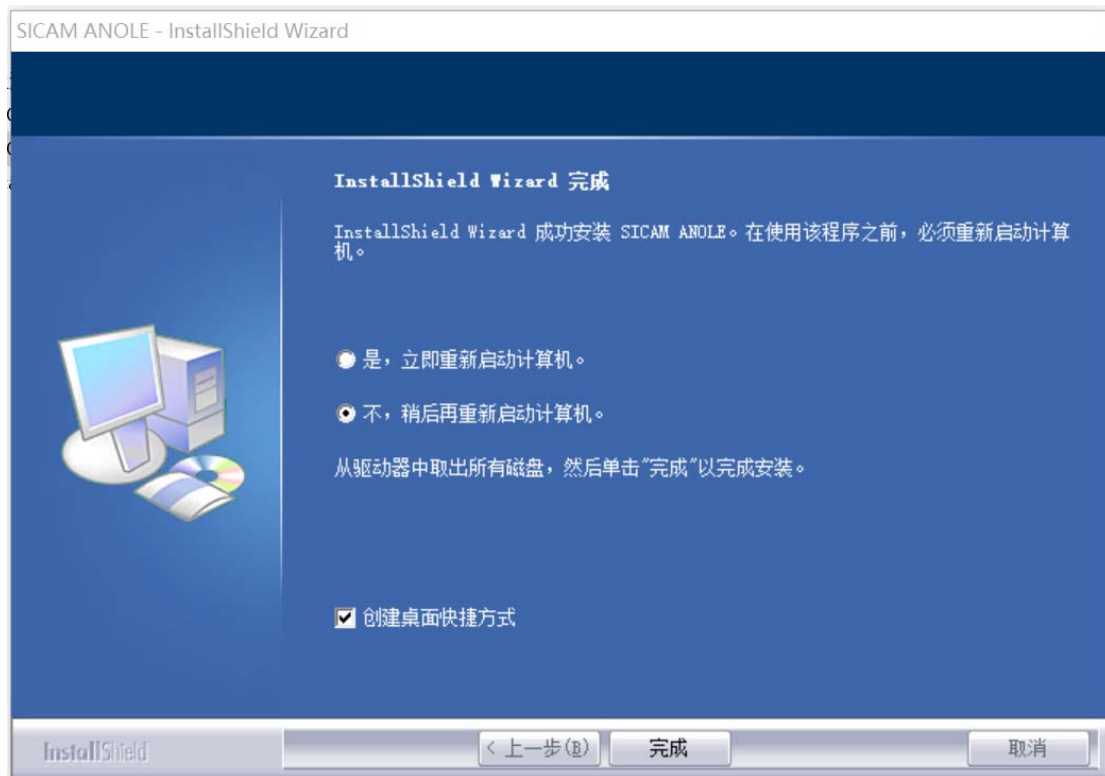 SICAM ANOLE - InstallShield Wizard
InstallShield Wizard 完成
InstallShield Wizard 成功安装 SICAM ANOLE。在使用该程序之前，必须重新启动计算
机。
是，立即重新启动计算机。
不，稍后再重新启动计算机。
从驱动器中取出所有磁盘，然后单击"完成"以完成安装。
创建桌面快捷方式
InstallShield
< 上一步(B)
完成
取消